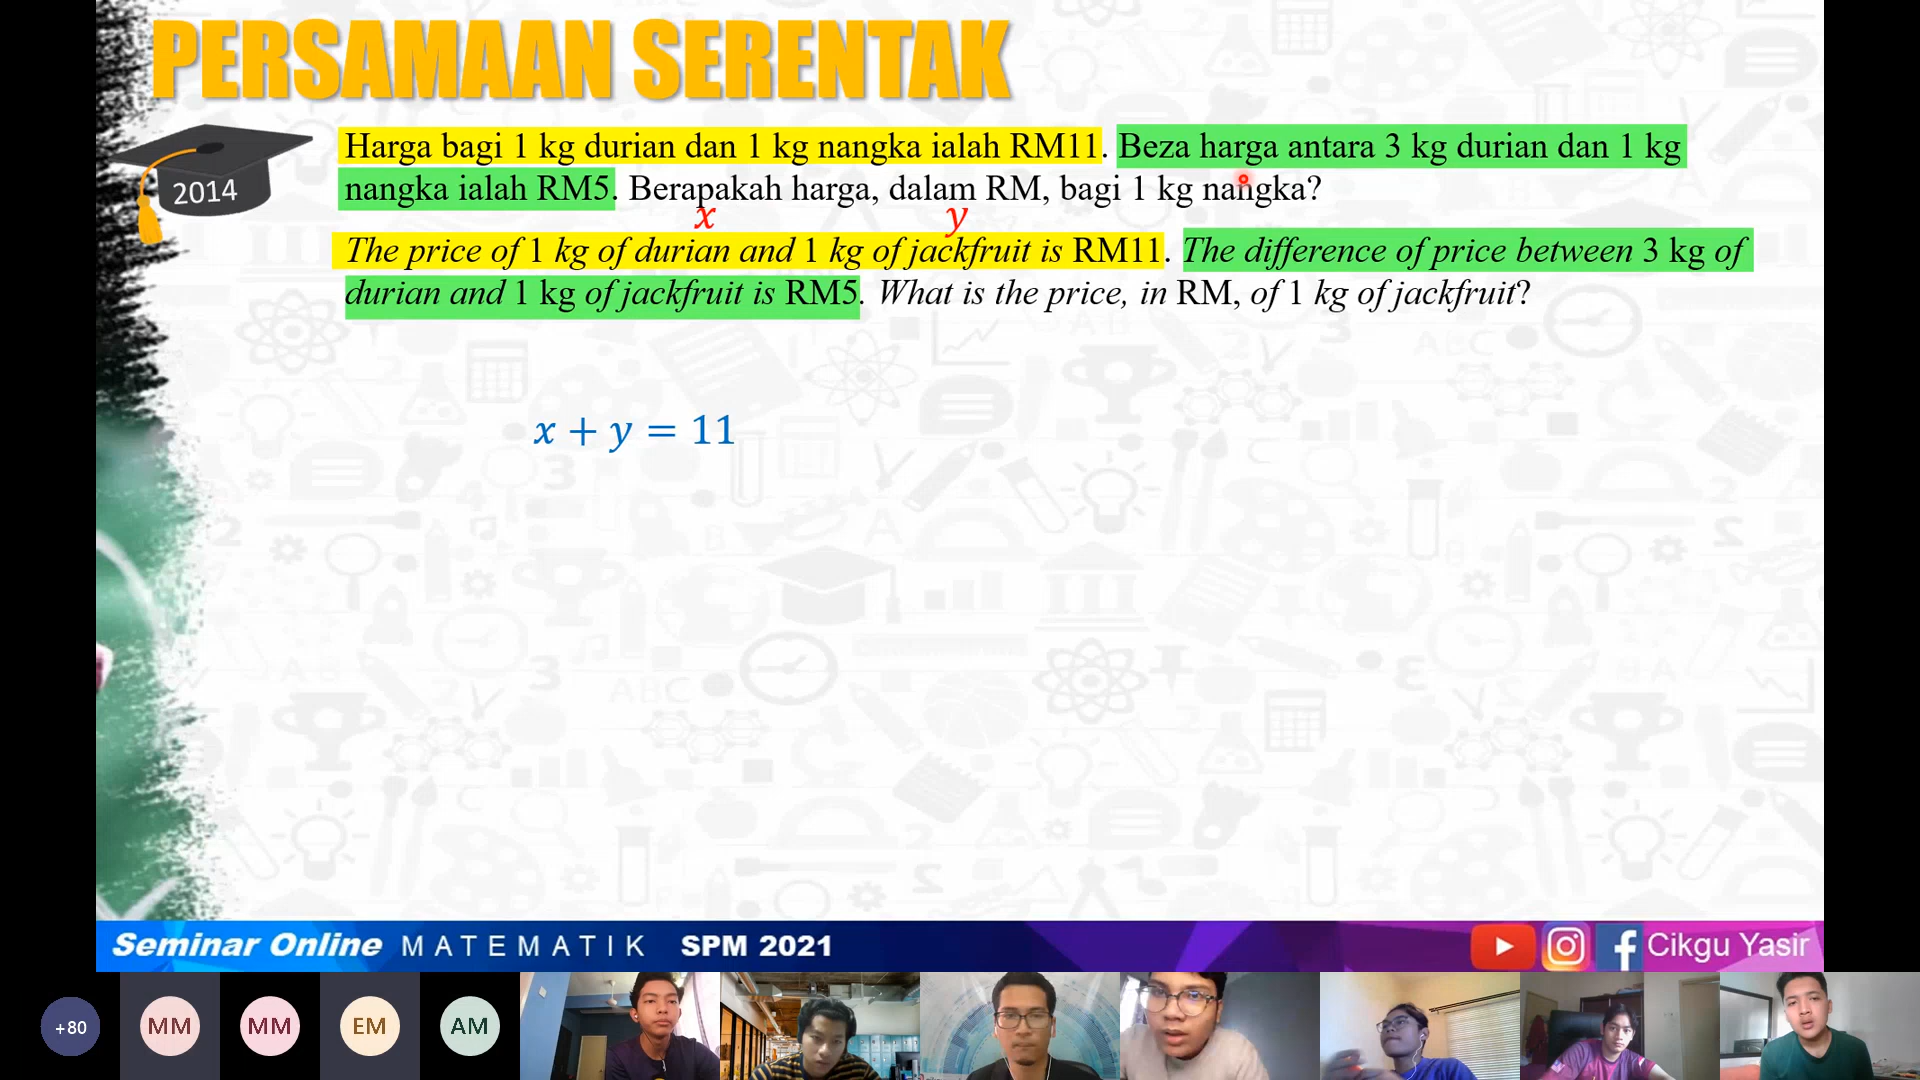 PERSAMAAN SERENTAK
2014
Harga bagi 1 kg durian dan 1 kg nangka ialah RM11. Beza harga antara 3 kg durian dan 1 kg
nangka ialah RM5. Berapakah harga, dalam RM, bagi 1 kg nangka?
x y
The price of 1 kg of durian and 1 kg of jackfruit is RM11. The difference of price between 3 kg of
durian and 1 kg of jackfruit is RM5. What is the price, in RM, of 1 kg of jackfruit?
x + y = 11
Seminar Online MATEMATIK SPM 2021
Cikgu Yasir
+80 MM MM EM AM